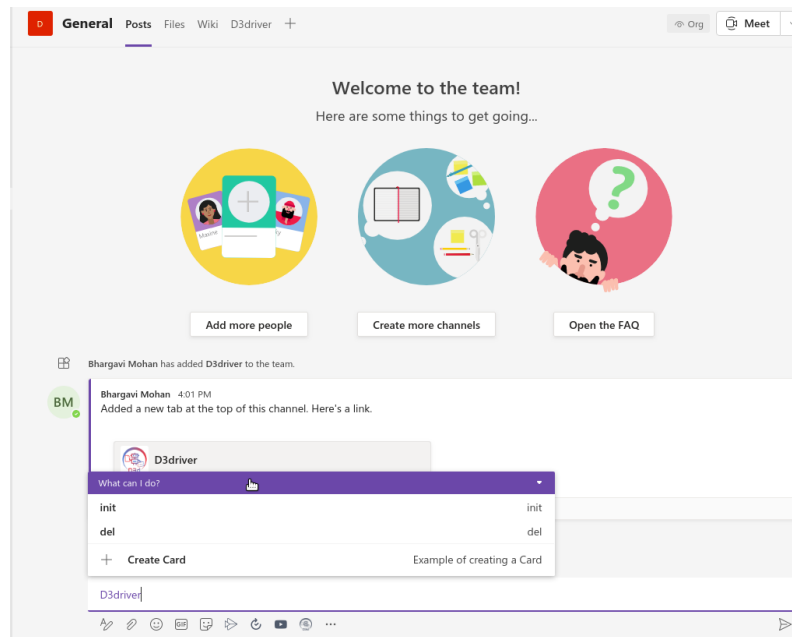 D General Posts Files Wiki D3driver Org Meet
Welcome to the team!
Here are some things to get going...
Maxine
Add more people Create more channels Open the FAQ
Bhargavi Mohan has added D3driver to the team.
BM
Bhargavi Mohan 4:01 PM
Added a new tab at the top of this channel. Here's a link.
D3driver
What can I do?
init init
del del
Create Card Example of creating a Card
D3driver
GIF